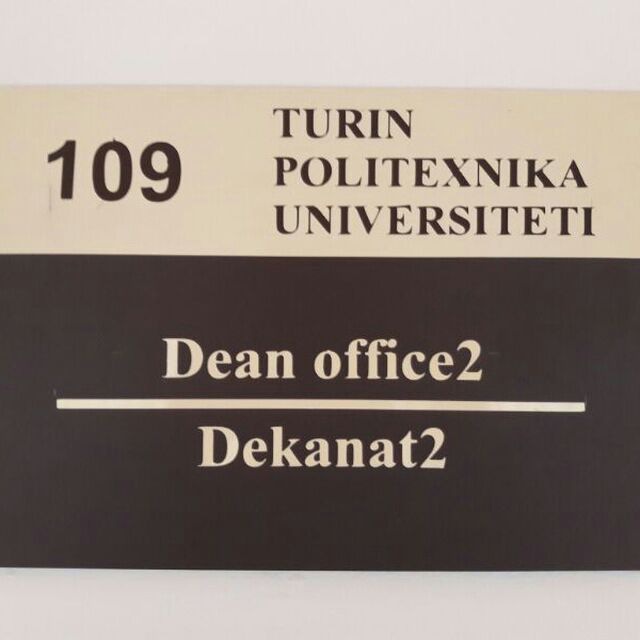 109
TURIN
POLITEXNIKA
UNIVERSITETI
Dean office2
Dekanat2